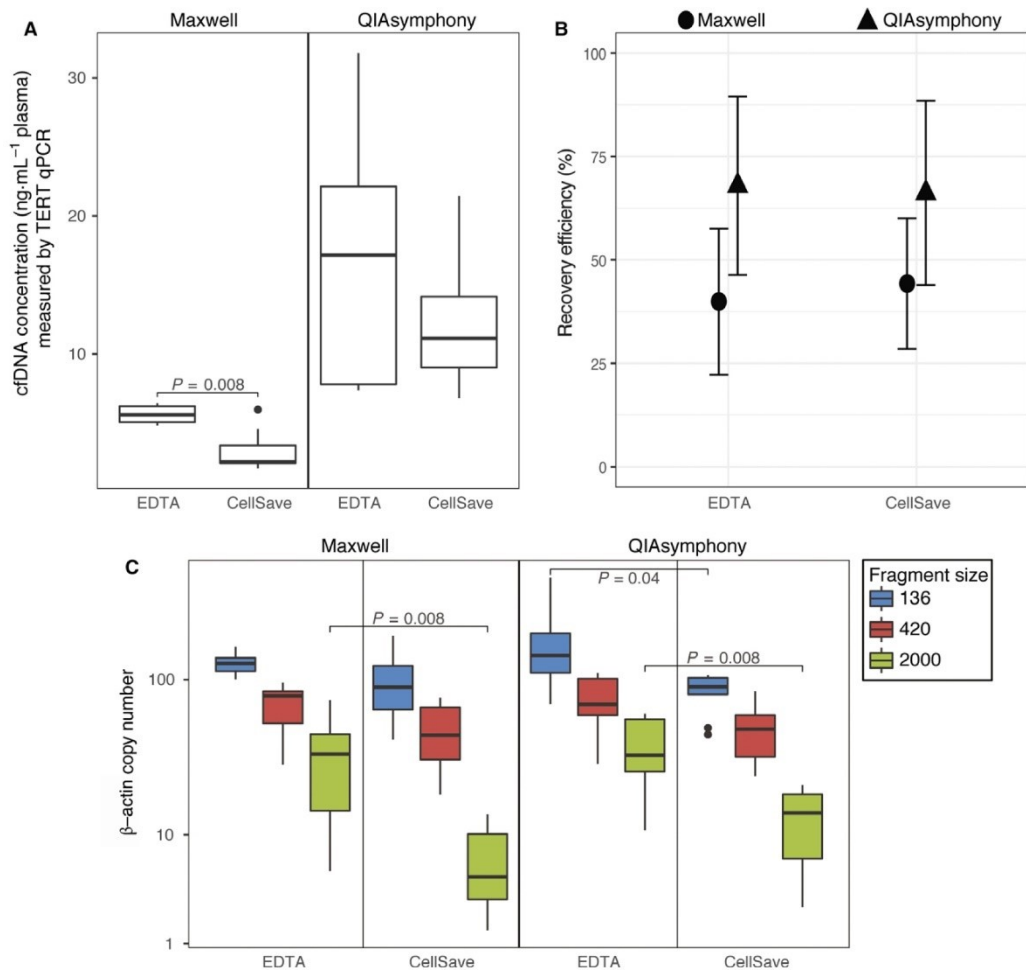 A
Maxwell
QIAsymphony
cfDNA concentration (ng·mL⁻¹ plasma)
measured by TERT qPCR
30
20
10
P = 0.008
EDTA
CellSave
EDTA
CellSave
B
Maxwell
QIAsymphony
Recovery efficiency (%)
100
75
50
25
0
EDTA
CellSave
C
Maxwell
QIAsymphony
β-actin copy number
100
10
1
P = 0.008
P = 0.04
P = 0.008
EDTA
CellSave
EDTA
CellSave
Fragment size
136
420
2000